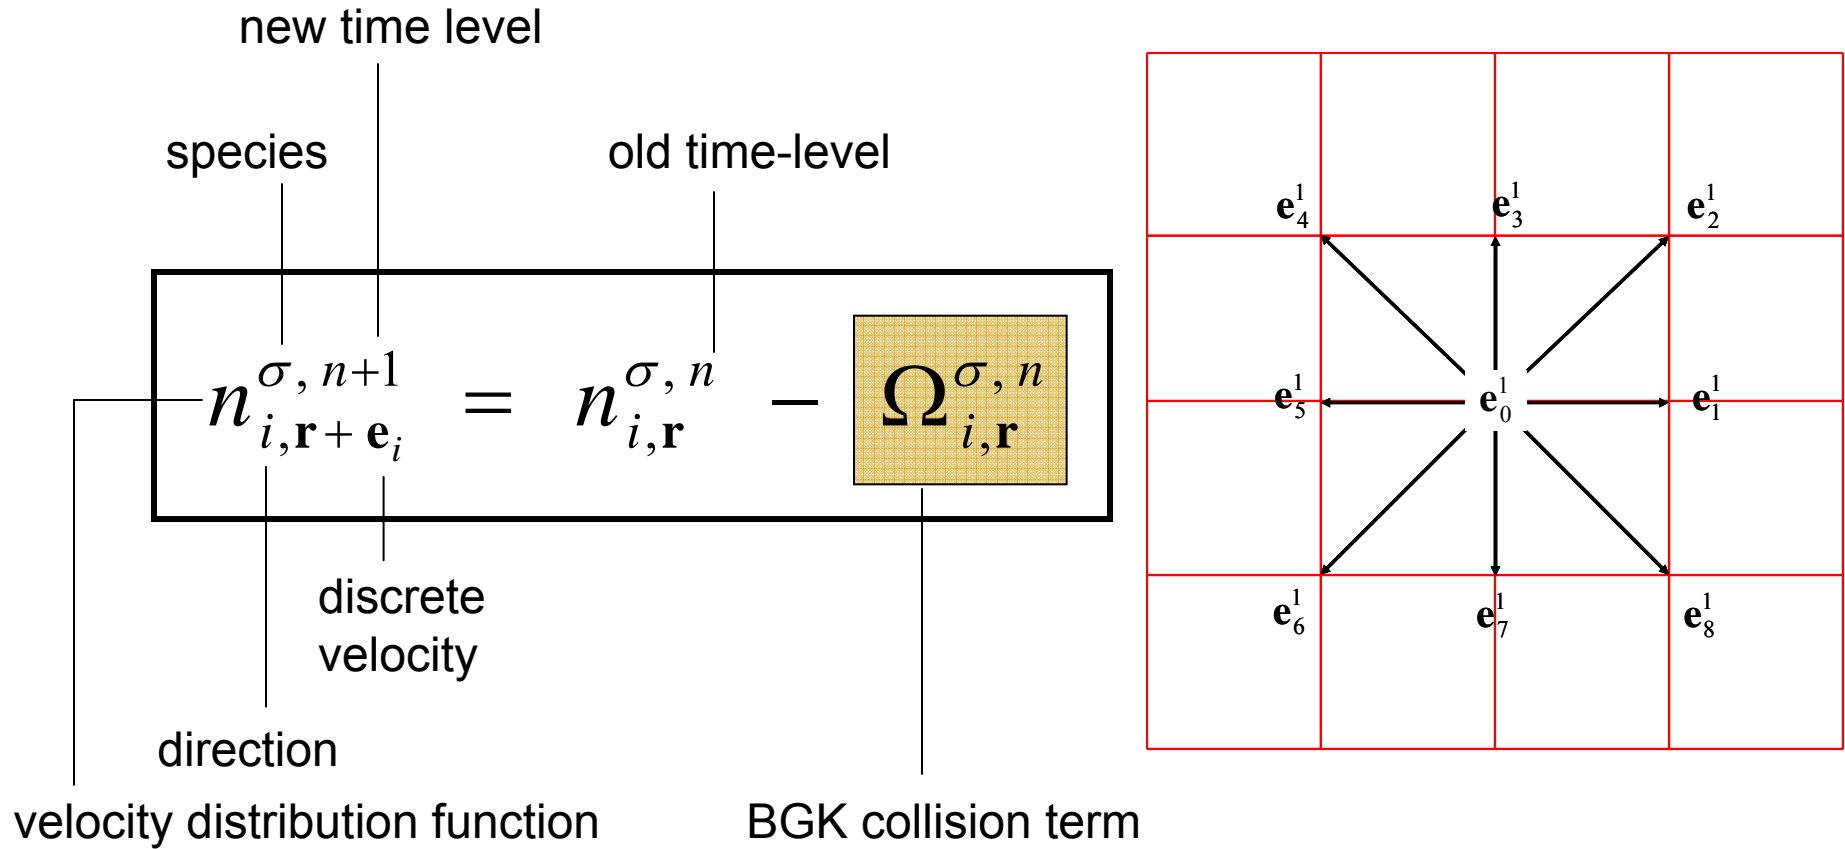 new time level
species
old time-level
n^{σ, n+1}_{i,r + e_i} = n^{σ, n}_{i,r} − Ω^{σ, n}_{i,r}
discrete
velocity
direction
velocity distribution function
BGK collision term
e^1_4
e^1_3
e^1_2
e^1_5
e^1_0
e^1_1
e^1_6
e^1_7
e^1_8